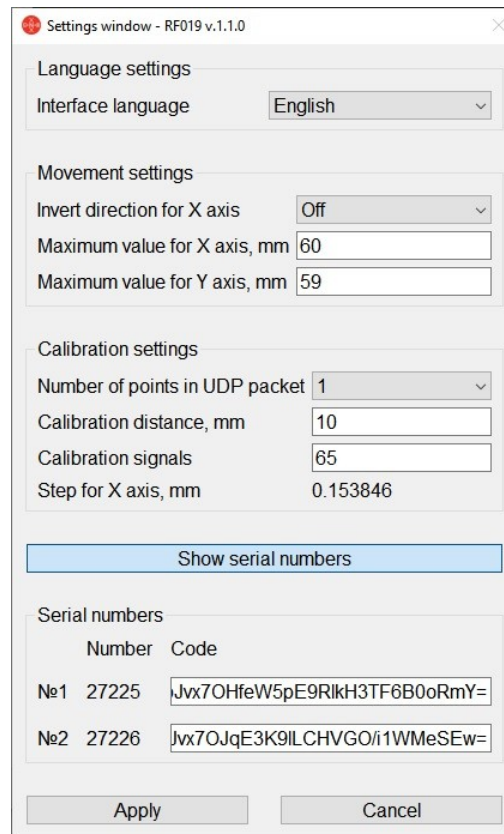 Settings window - RF019 v.1.1.0
Language settings
Interface language English
Movement settings
Invert direction for X axis Off
Maximum value for X axis, mm 60
Maximum value for Y axis, mm 59
Calibration settings
Number of points in UDP packet 1
Calibration distance, mm 10
Calibration signals 65
Step for X axis, mm 0.153846
Show serial numbers
Serial numbers
Number Code
№1 27225
№2 27226
Apply Cancel